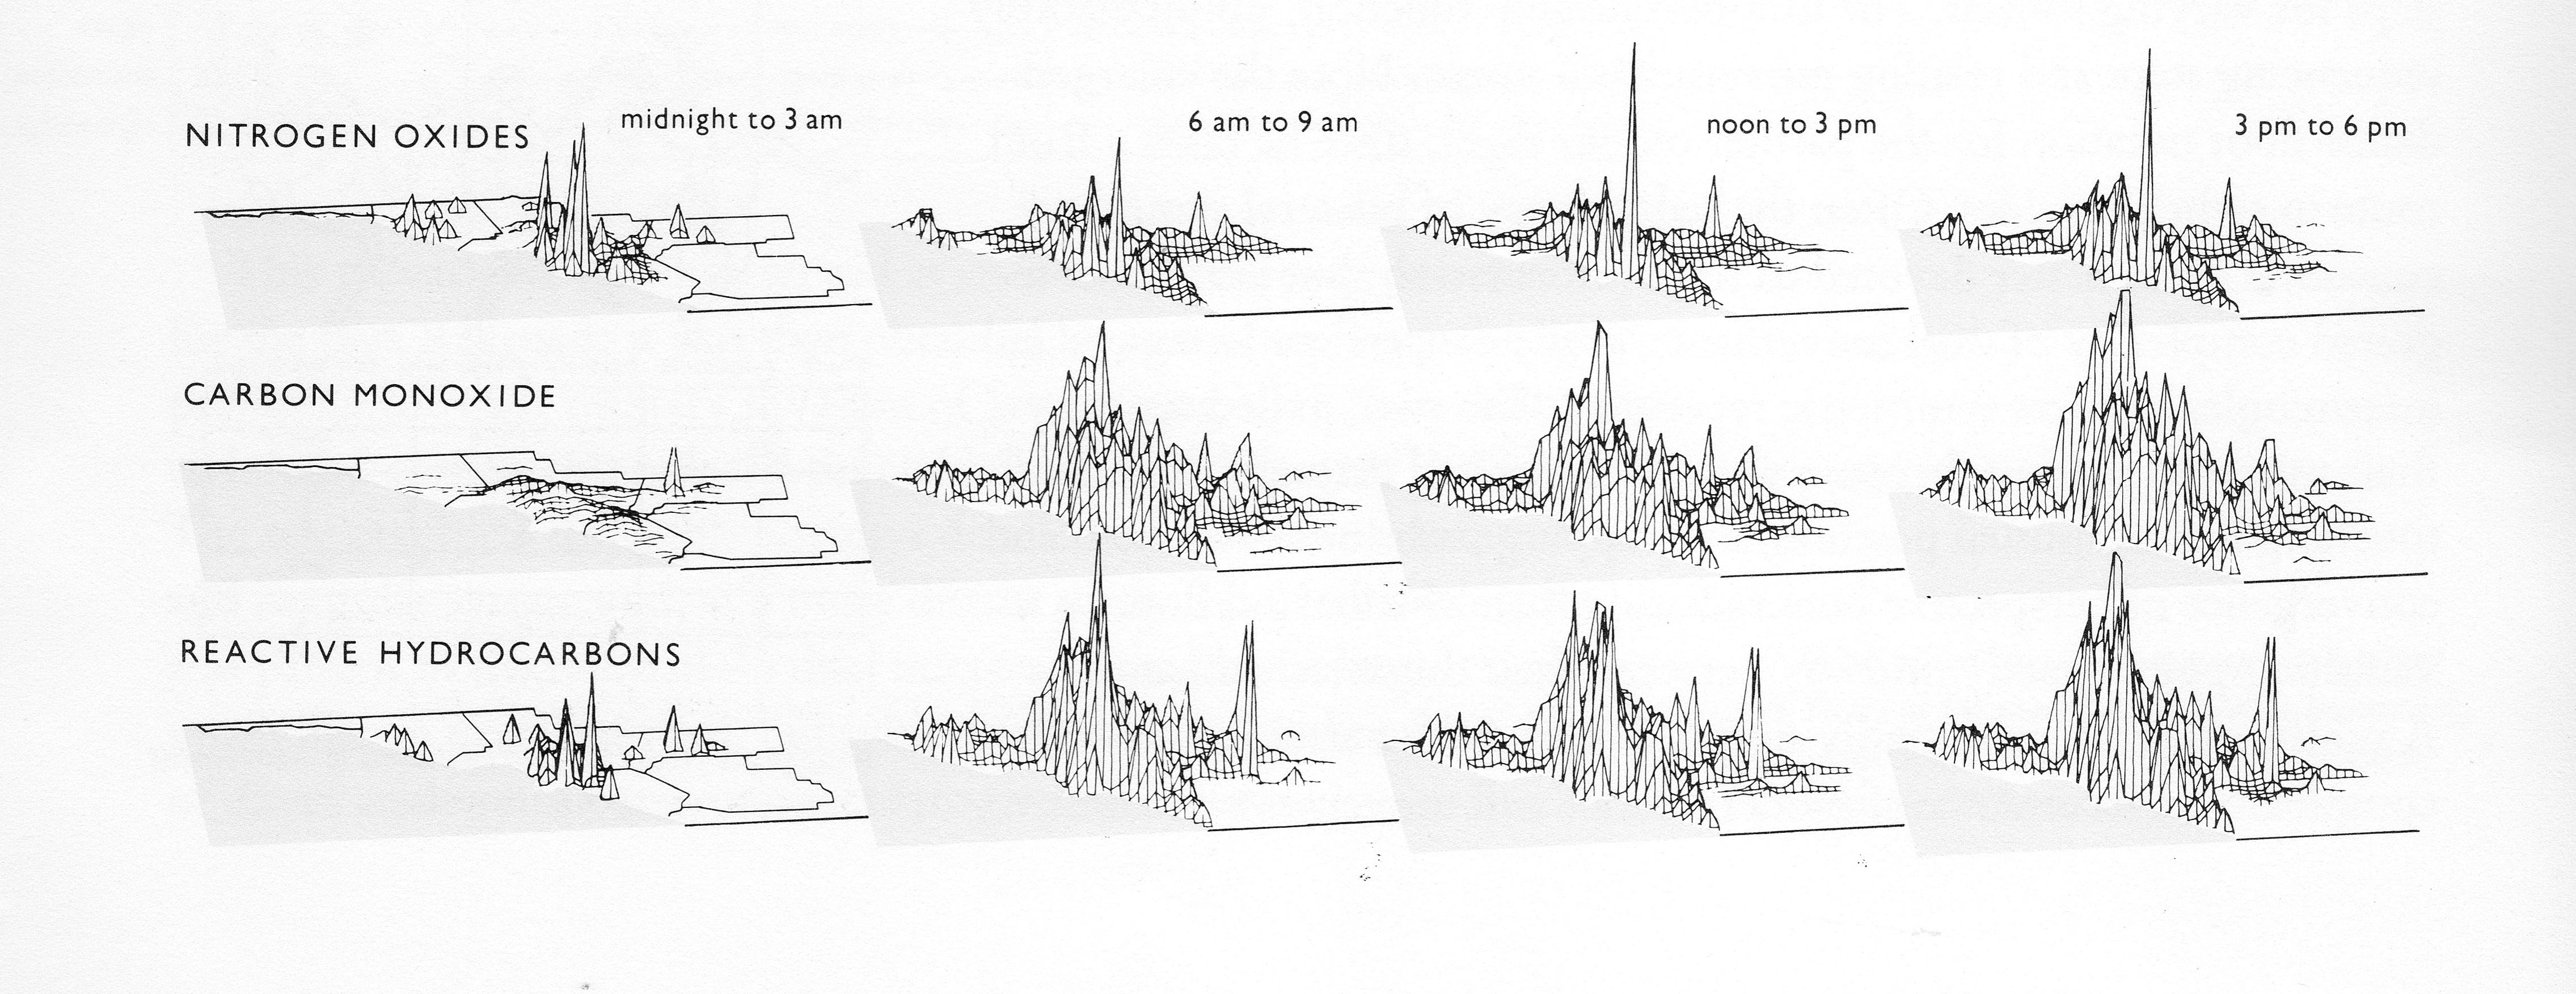 NITROGEN OXIDES
midnight to 3 am
6 am to 9 am
noon to 3 pm
3 pm to 6 pm
CARBON MONOXIDE
REACTIVE HYDROCARBONS